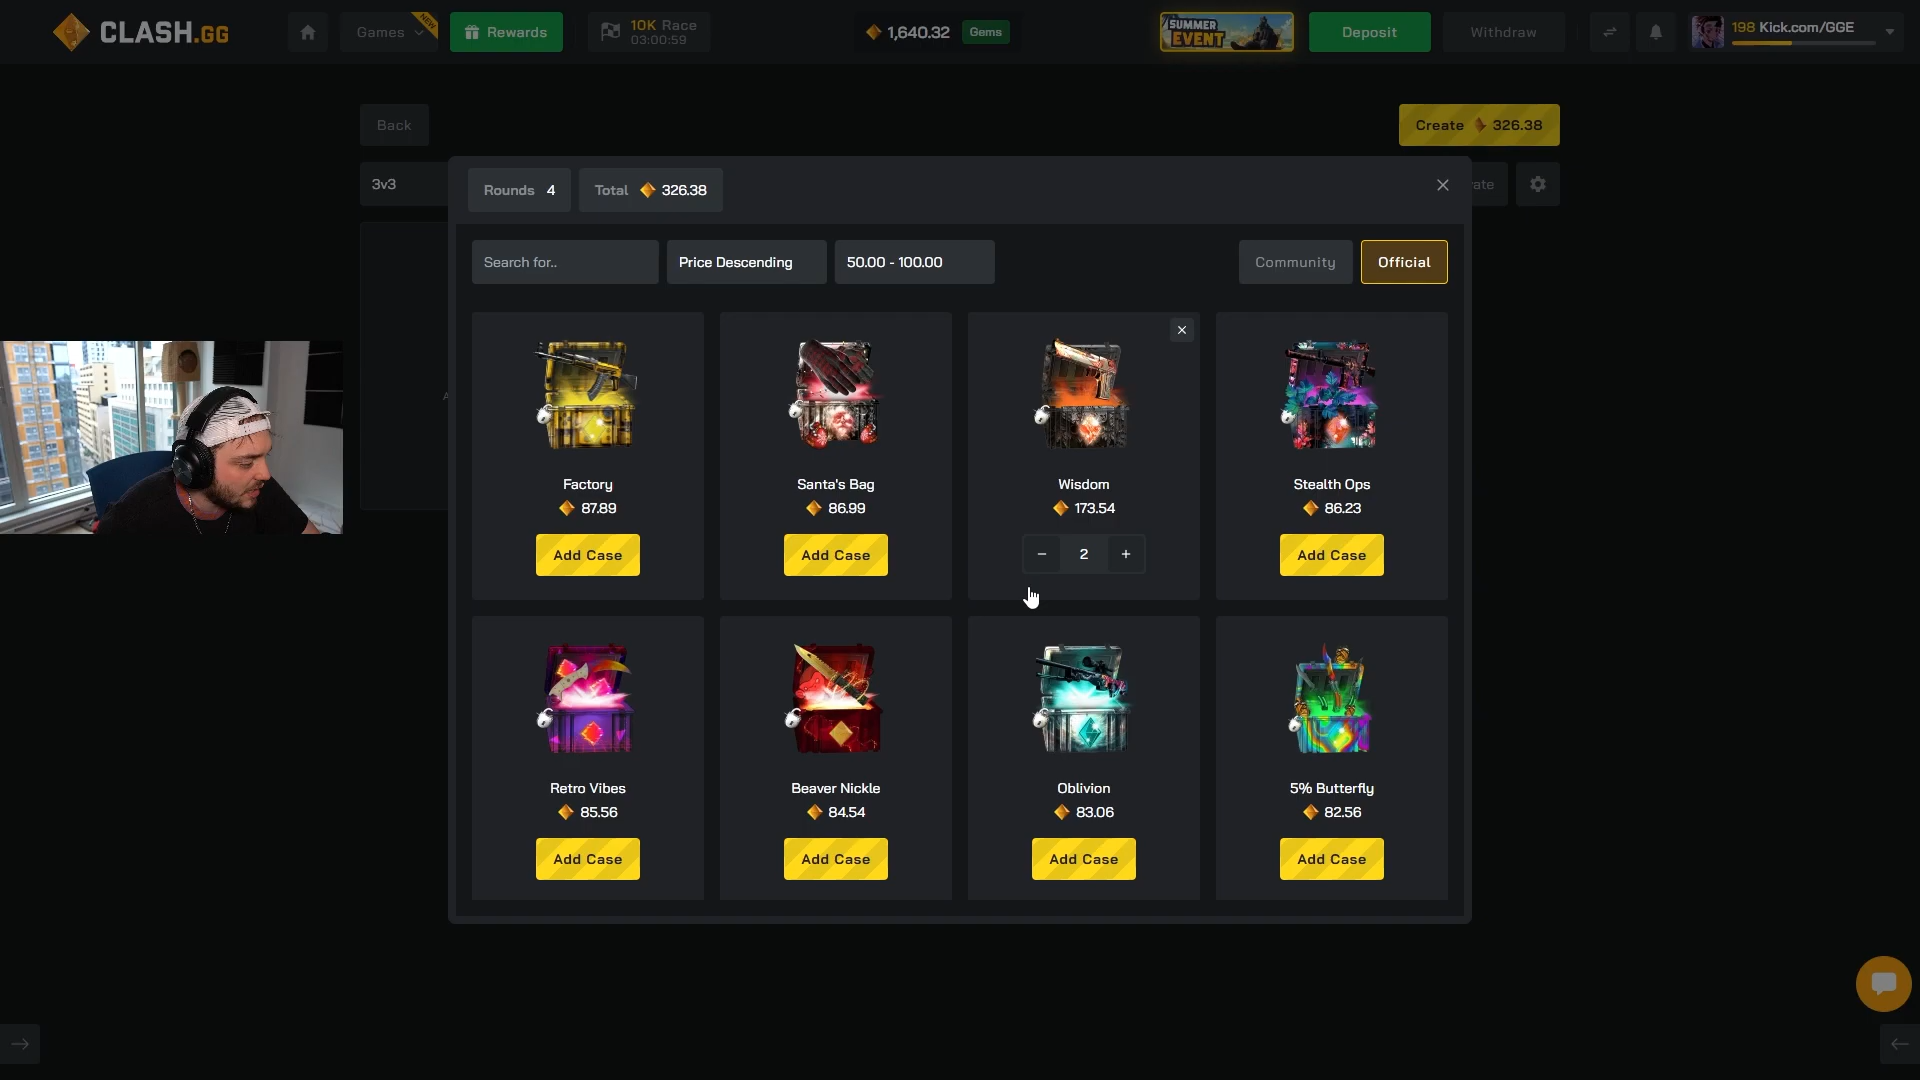 CLASH.GG
Games
NEW
Rewards
10K Race
03:00:59
1,640.32
Gems
SUMMER
EVENT
Deposit
Withdraw
198 Kick.com/GGE
Back
Create 326.38
3v3
Rounds 4
Total 326.38
Search for..
Price Descending
50.00 - 100.00
Community
Official
Factory
87.89
Add Case
Santa's Bag
86.99
Add Case
Wisdom
173.54
2
Stealth Ops
86.23
Add Case
Retro Vibes
85.56
Add Case
Beaver Nickle
84.54
Add Case
Oblivion
83.06
Add Case
5% Butterfly
82.56
Add Case